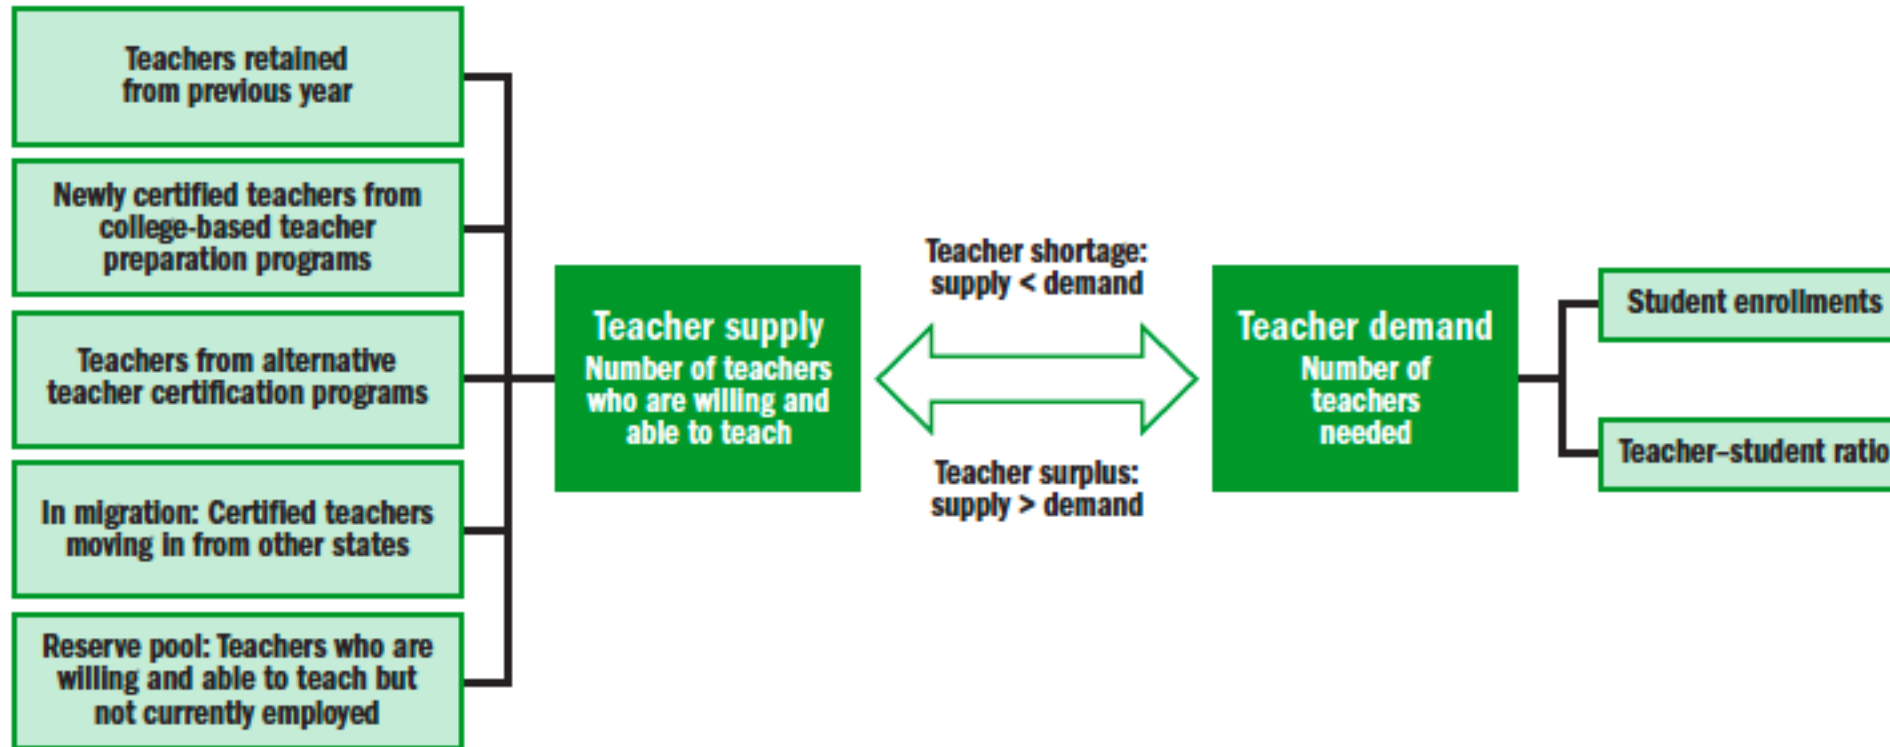 Teachers retained
from previous year
Newly certified teachers from
college-based teacher
preparation programs
Teachers from alternative
teacher certification programs
In migration: Certified teachers
moving in from other states
Reserve pool: Teachers who are
willing and able to teach but
not currently employed
Teacher supply
Number of teachers
who are willing and
able to teach
Teacher shortage:
supply < demand
Teacher surplus:
supply > demand
Teacher demand
Number of
teachers
needed
Student enrollments
Teacher–student ratio